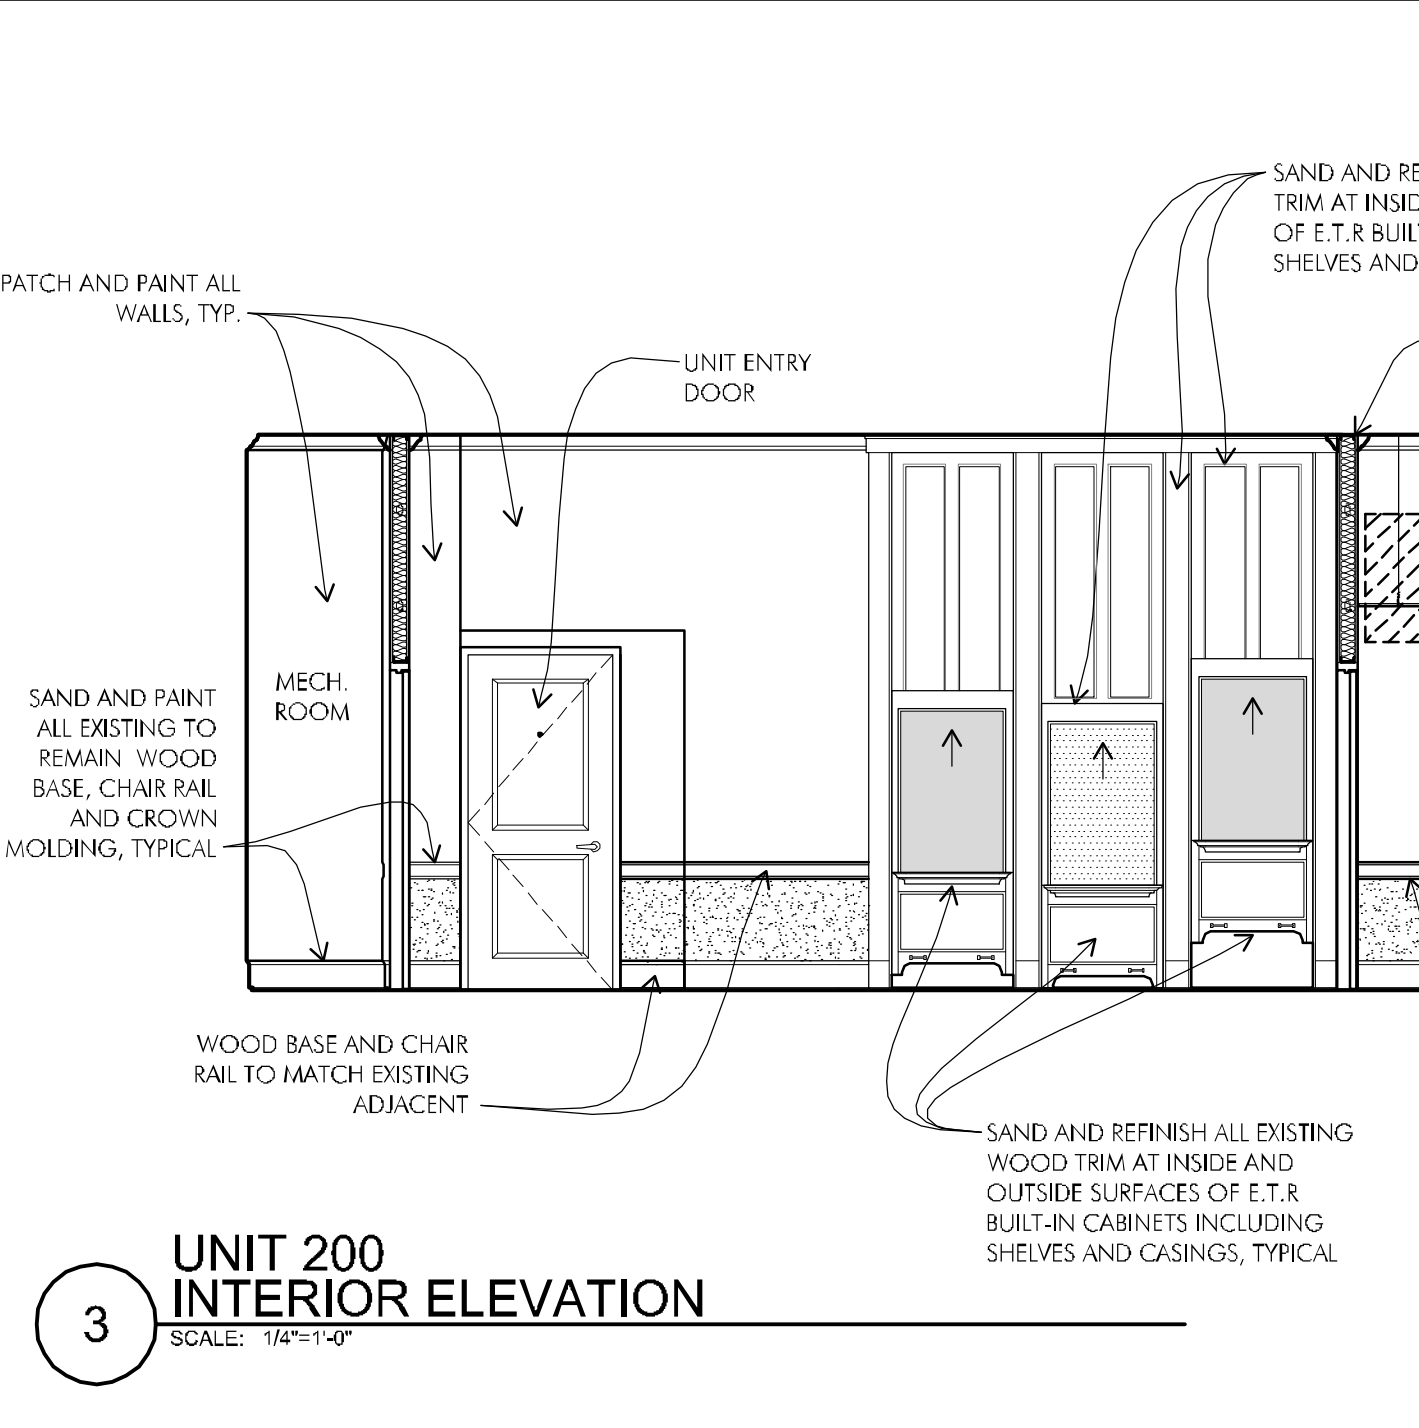 SAND AND RE
TRIM AT INSID
OF E.T.R BUIL
SHELVES AND
PATCH AND PAINT ALL
WALLS, TYP.
UNIT ENTRY
DOOR
MECH.
ROOM
SAND AND PAINT
ALL EXISTING TO
REMAIN WOOD
BASE, CHAIR RAIL
AND CROWN
MOLDING, TYPICAL
WOOD BASE AND CHAIR
RAIL TO MATCH EXISTING
ADJACENT
SAND AND REFINISH ALL EXISTING
WOOD TRIM AT INSIDE AND
OUTSIDE SURFACES OF E.T.R
BUILT-IN CABINETS INCLUDING
SHELVES AND CASINGS, TYPICAL
3
UNIT 200
INTERIOR ELEVATION
SCALE: 1/4"=1'-0"